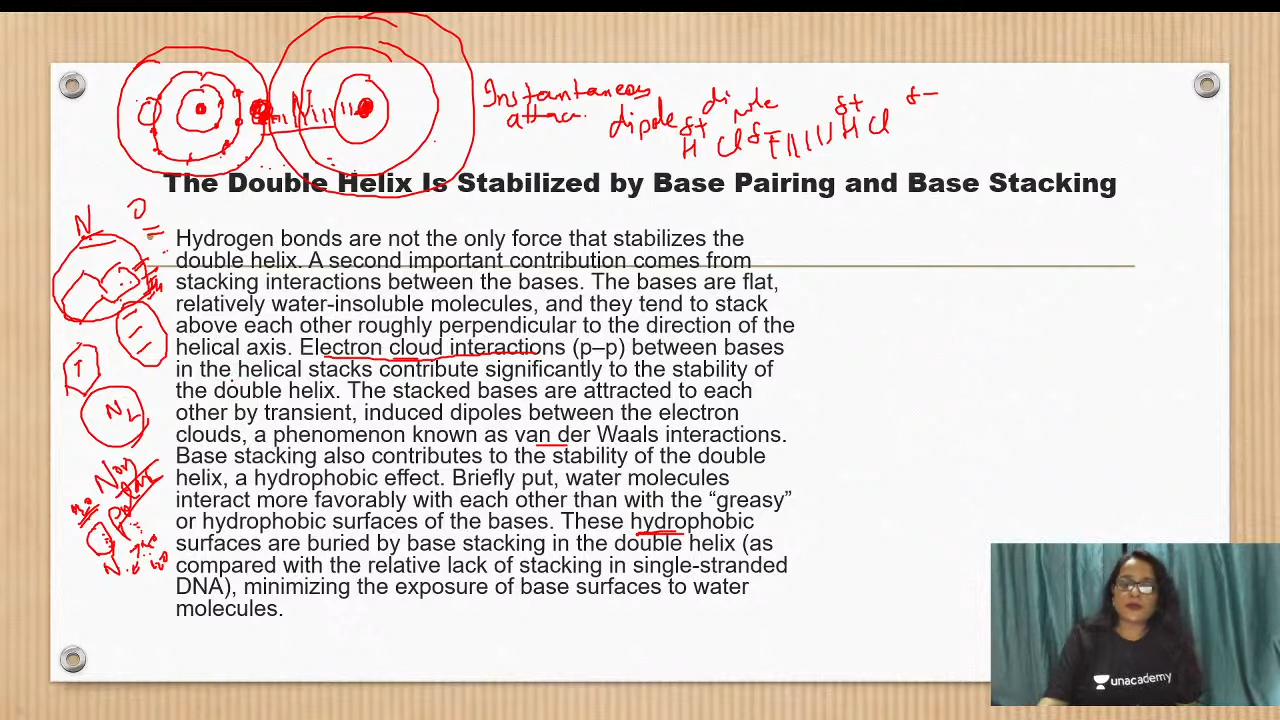 Instantaneous
dipole
di
δ+
δ+
δ-
H Cl
H Cl
The Double Helix Is Stabilized by Base Pairing and Base Stacking
N
Hydrogen bonds are not the only force that stabilizes the
double helix. A second important contribution comes from
stacking interactions between the bases. The bases are flat,
relatively water-insoluble molecules, and they tend to stack
above each other roughly perpendicular to the direction of the
helical axis. Electron cloud interactions (p–p) between bases
in the helical stacks contribute significantly to the stability of
the double helix. The stacked bases are attracted to each
other by transient, induced dipoles between the electron
clouds, a phenomenon known as van der Waals interactions.
Base stacking also contributes to the stability of the double
helix, a hydrophobic effect. Briefly put, water molecules
interact more favorably with each other than with the “greasy”
or hydrophobic surfaces of the bases. These hydrophobic
surfaces are buried by base stacking in the double helix (as
compared with the relative lack of stacking in single-stranded
DNA), minimizing the exposure of base surfaces to water
molecules.
Non
N
unacademy